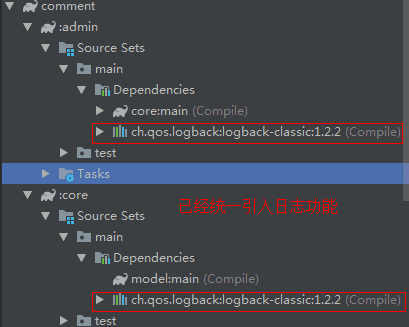 comment
:admin
Source Sets
main
Dependencies
core:main (Compile)
ch.qos.logback:logback-classic:1.2.2 (Compile)
test
Tasks
:core
已经统一引入日志功能
Source Sets
main
Dependencies
model:main (Compile)
ch.qos.logback:logback-classic:1.2.2 (Compile)
test